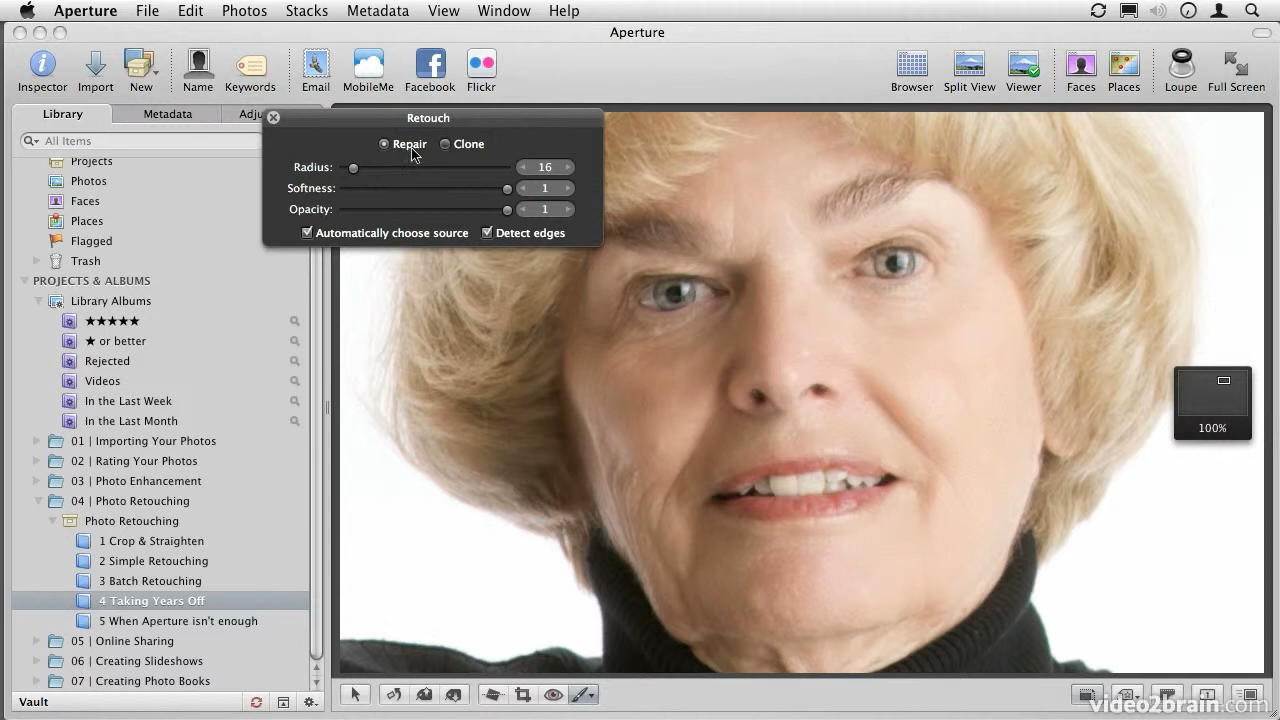 Aperture File Edit Photos Stacks Metadata View Window Help
Aperture
Inspector Import New Name Keywords Email MobileMe Facebook Flickr Browser Split View Viewer Faces Places Loupe Full Screen
Library Metadata Adju
All Items
Retouch
Repair Clone
Radius: 16
Softness: 1
Opacity: 1
Automatically choose source Detect edges
Projects
Photos
Faces
Places
Flagged
Trash
PROJECTS & ALBUMS
Library Albums
★★★★★
★ or better
Rejected
Videos
In the Last Week
In the Last Month
01 | Importing Your Photos
02 | Rating Your Photos
03 | Photo Enhancement
04 | Photo Retouching
Photo Retouching
1 Crop & Straighten
2 Simple Retouching
3 Batch Retouching
4 Taking Years Off
5 When Aperture isn't enough
05 | Online Sharing
06 | Creating Slideshows
07 | Creating Photo Books
Vault
100%
video2brain.com